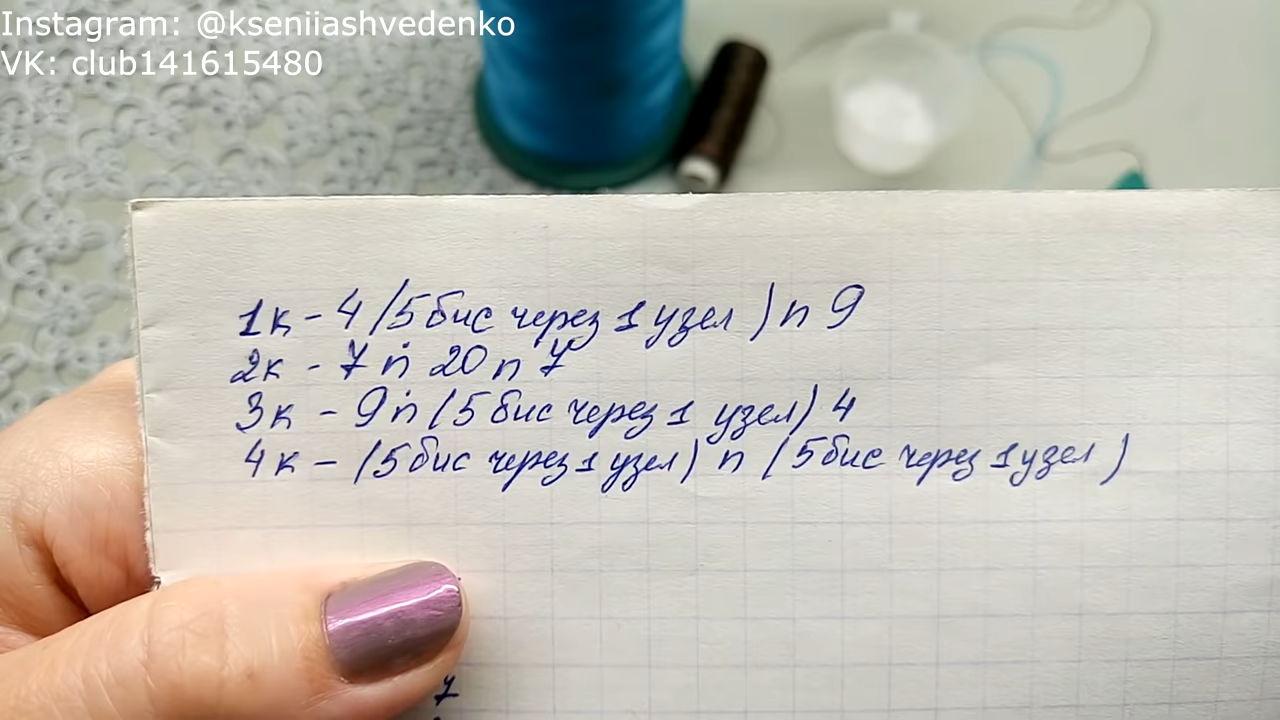 Instagram: @kseniiashvedenko
VK: club141615480
1к - 4 (5 бис через 1 узел) п 9
2к - 7 п 20 п 7
3к - 9 п (5 бис через 1 узел) 4
4к - (5 бис через 1 узел) п (5 бис через 1 узел)
7